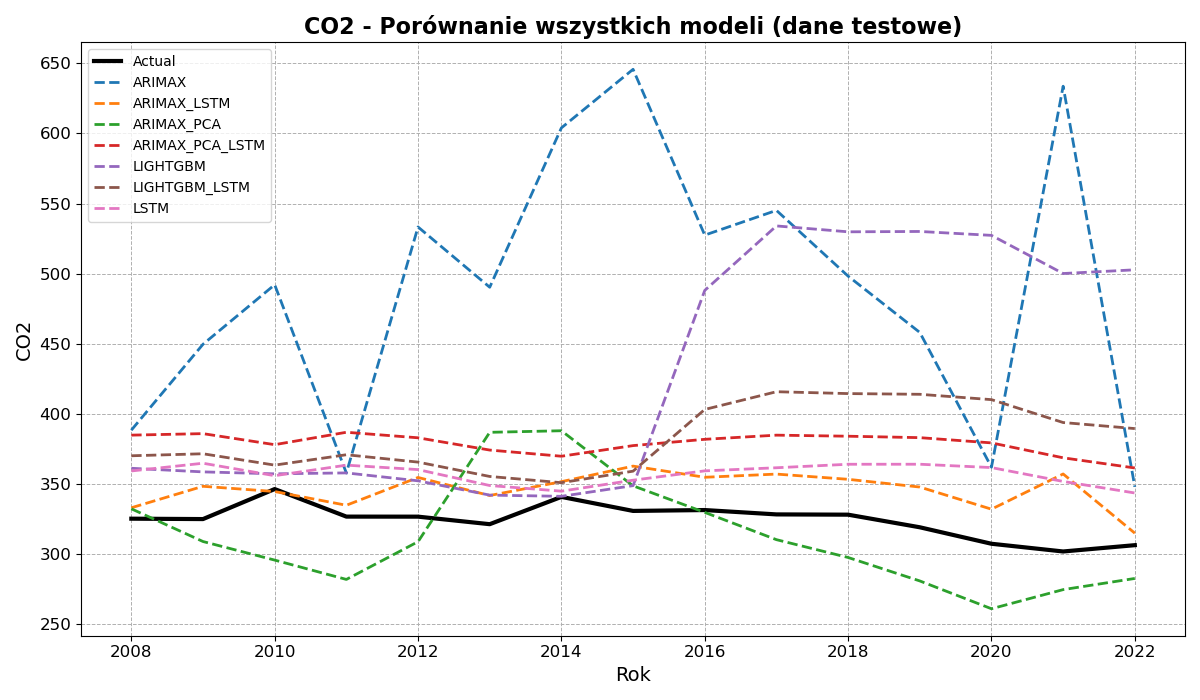 CO2 - Porównanie wszystkich modeli (dane testowe)
Actual
ARIMAX
ARIMAX_LSTM
ARIMAX_PCA
ARIMAX_PCA_LSTM
LIGHTGBM
LIGHTGBM_LSTM
LSTM
CO2
650
600
550
500
450
400
350
300
250
2008 2010 2012 2014 2016 2018 2020 2022
Rok